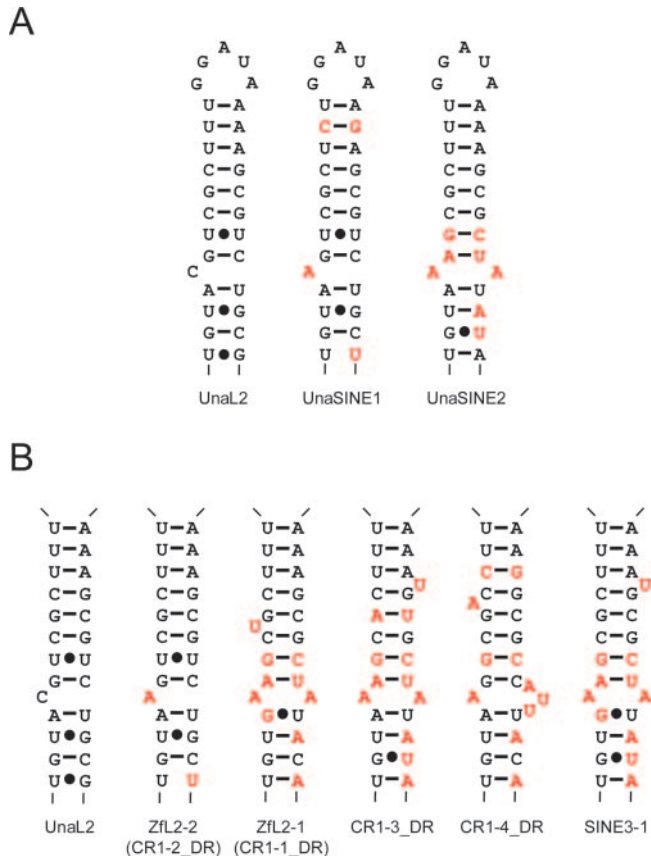 A
A A A
G U G U G U
G A G A G A
U A U A U A
U A C G U A
U A U A U A
C G C G C G
G C G C G C
C G C G C G
U U U U G C
G C G C A U
C A A A
A U A U A U
U G U G U A
G C G C G U
U G U U U A
UnaL2 UnaSINE1 UnaSINE2
B
U A U A U A U A U A U A
U A U A U A U A U A U A
U A U A U A U A C G U A
U U
C G C G C G C G C G C G
A
G C G C G C A U G C G C
U
C G C G C G C G C G C G
U U U U G C G C G C G C
G C G C A U A U G C A U
C A A A A A A U U A A
A U A U G U A U A U G U
U G U G U A U A U A U A
G C G C G C G U G C G U
U G U U U A U A U A U A
UnaL2 ZfL2-2 ZfL2-1 CR1-3_DR CR1-4_DR SINE3-1
(CR1-2_DR) (CR1-1_DR)